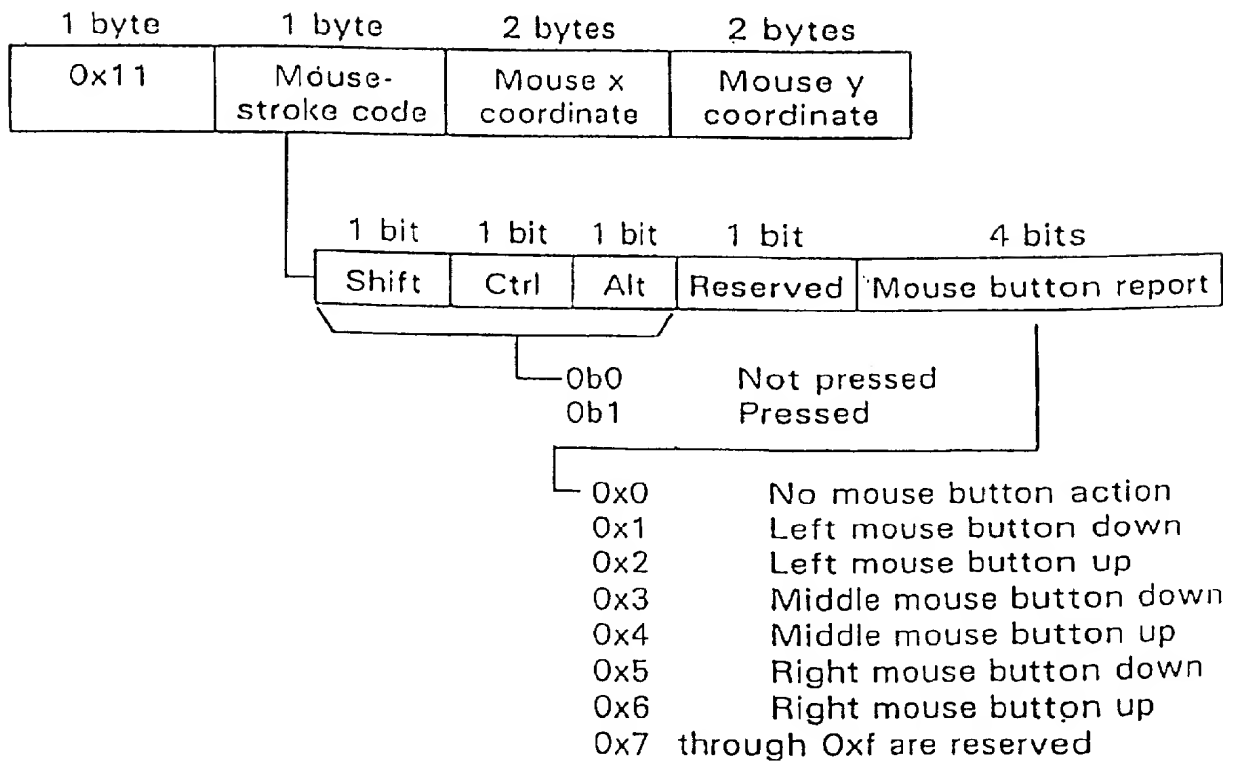 1 byte 1 byte 2 bytes 2 bytes
0x11 Mouse- Mouse x Mouse y
stroke code coordinate coordinate
1 bit 1 bit 1 bit 1 bit 4 bits
Shift Ctrl Alt Reserved Mouse button report
0b0 Not pressed
0b1 Pressed
0x0 No mouse button action
0x1 Left mouse button down
0x2 Left mouse button up
0x3 Middle mouse button down
0x4 Middle mouse button up
0x5 Right mouse button down
0x6 Right mouse button up
0x7 through 0xf are reserved